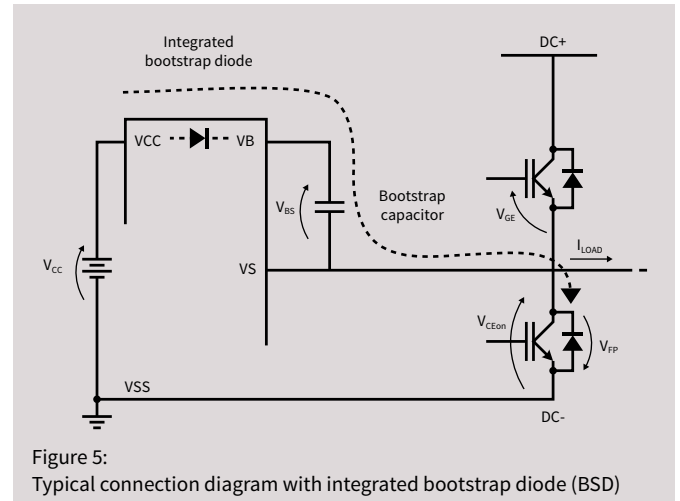 Integrated
bootstrap diode
DC+
VCC
VB
Bootstrap
capacitor
V_BS
V_GE
I_LOAD
V_CC
VS
V_CEon
V_FP
VSS
DC-
Figure 5:
Typical connection diagram with integrated bootstrap diode (BSD)